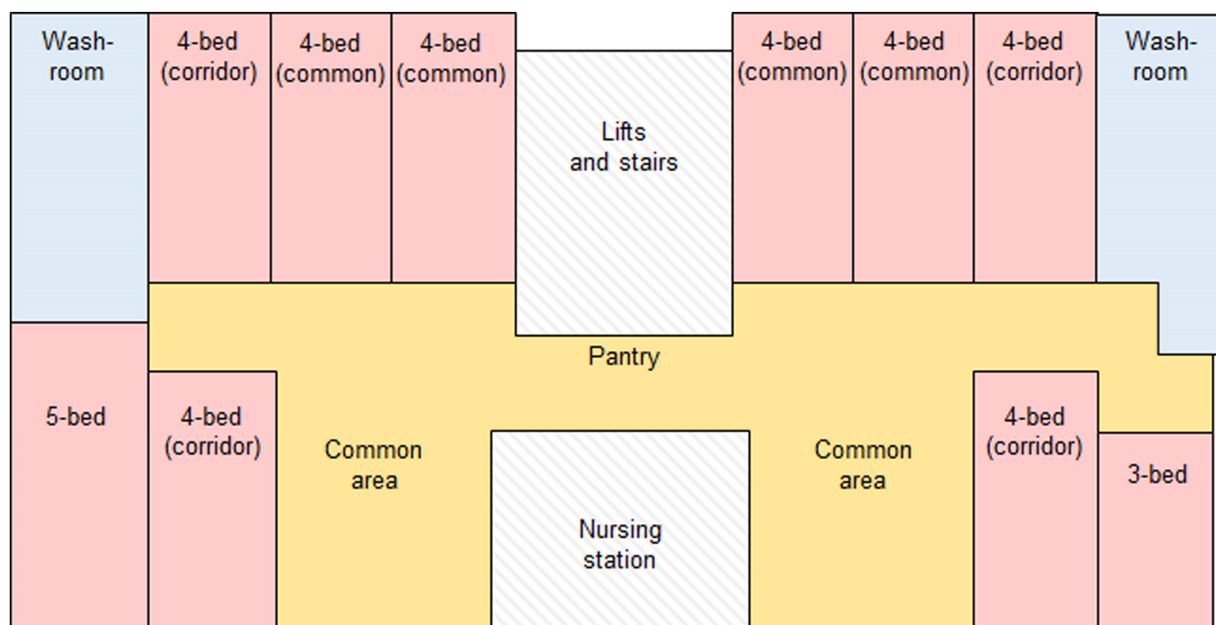 Wash-
room
4-bed
(corridor)
4-bed
(common)
4-bed
(common)
Lifts
and stairs
4-bed
(common)
4-bed
(common)
4-bed
(corridor)
Wash-
room
Pantry
5-bed
4-bed
(corridor)
Common
area
Nursing
station
Common
area
4-bed
(corridor)
3-bed